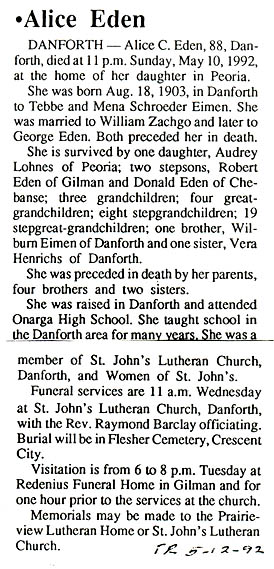 •Alice Eden
DANFORTH — Alice C. Eden, 88, Dan-
forth, died at 11 p.m. Sunday, May 10, 1992,
at the home of her daughter in Peoria.
She was born Aug. 18, 1903, in Danforth
to Tebbe and Mena Schroeder Eimen. She
was married to William Zachgo and later to
George Eden. Both preceded her in death.
She is survived by one daughter, Audrey
Lohnes of Peoria; two stepsons, Robert
Eden of Gilman and Donald Eden of Che-
banse; three grandchildren; four great-
grandchildren; eight stepgrandchildren; 19
stepgreat-grandchildren; one brother, Wil-
burn Eimen of Danforth and one sister, Vera
Henrichs of Danforth.
She was preceded in death by her parents,
four brothers and two sisters.
She was raised in Danforth and attended
Onarga High School. She taught school in
the Danforth area for many years. She was a
member of St. John's Lutheran Church,
Danforth, and Women of St. John's.
Funeral services are 11 a.m. Wednesday
at St. John's Lutheran Church, Danforth,
with the Rev. Raymond Barclay officiating.
Burial will be in Flesher Cemetery, Crescent
City.
Visitation is from 6 to 8 p.m. Tuesday at
Redenius Funeral Home in Gilman and for
one hour prior to the services at the church.
Memorials may be made to the Prairie-
view Lutheran Home or St. John's Lutheran
Church.
5-12-92